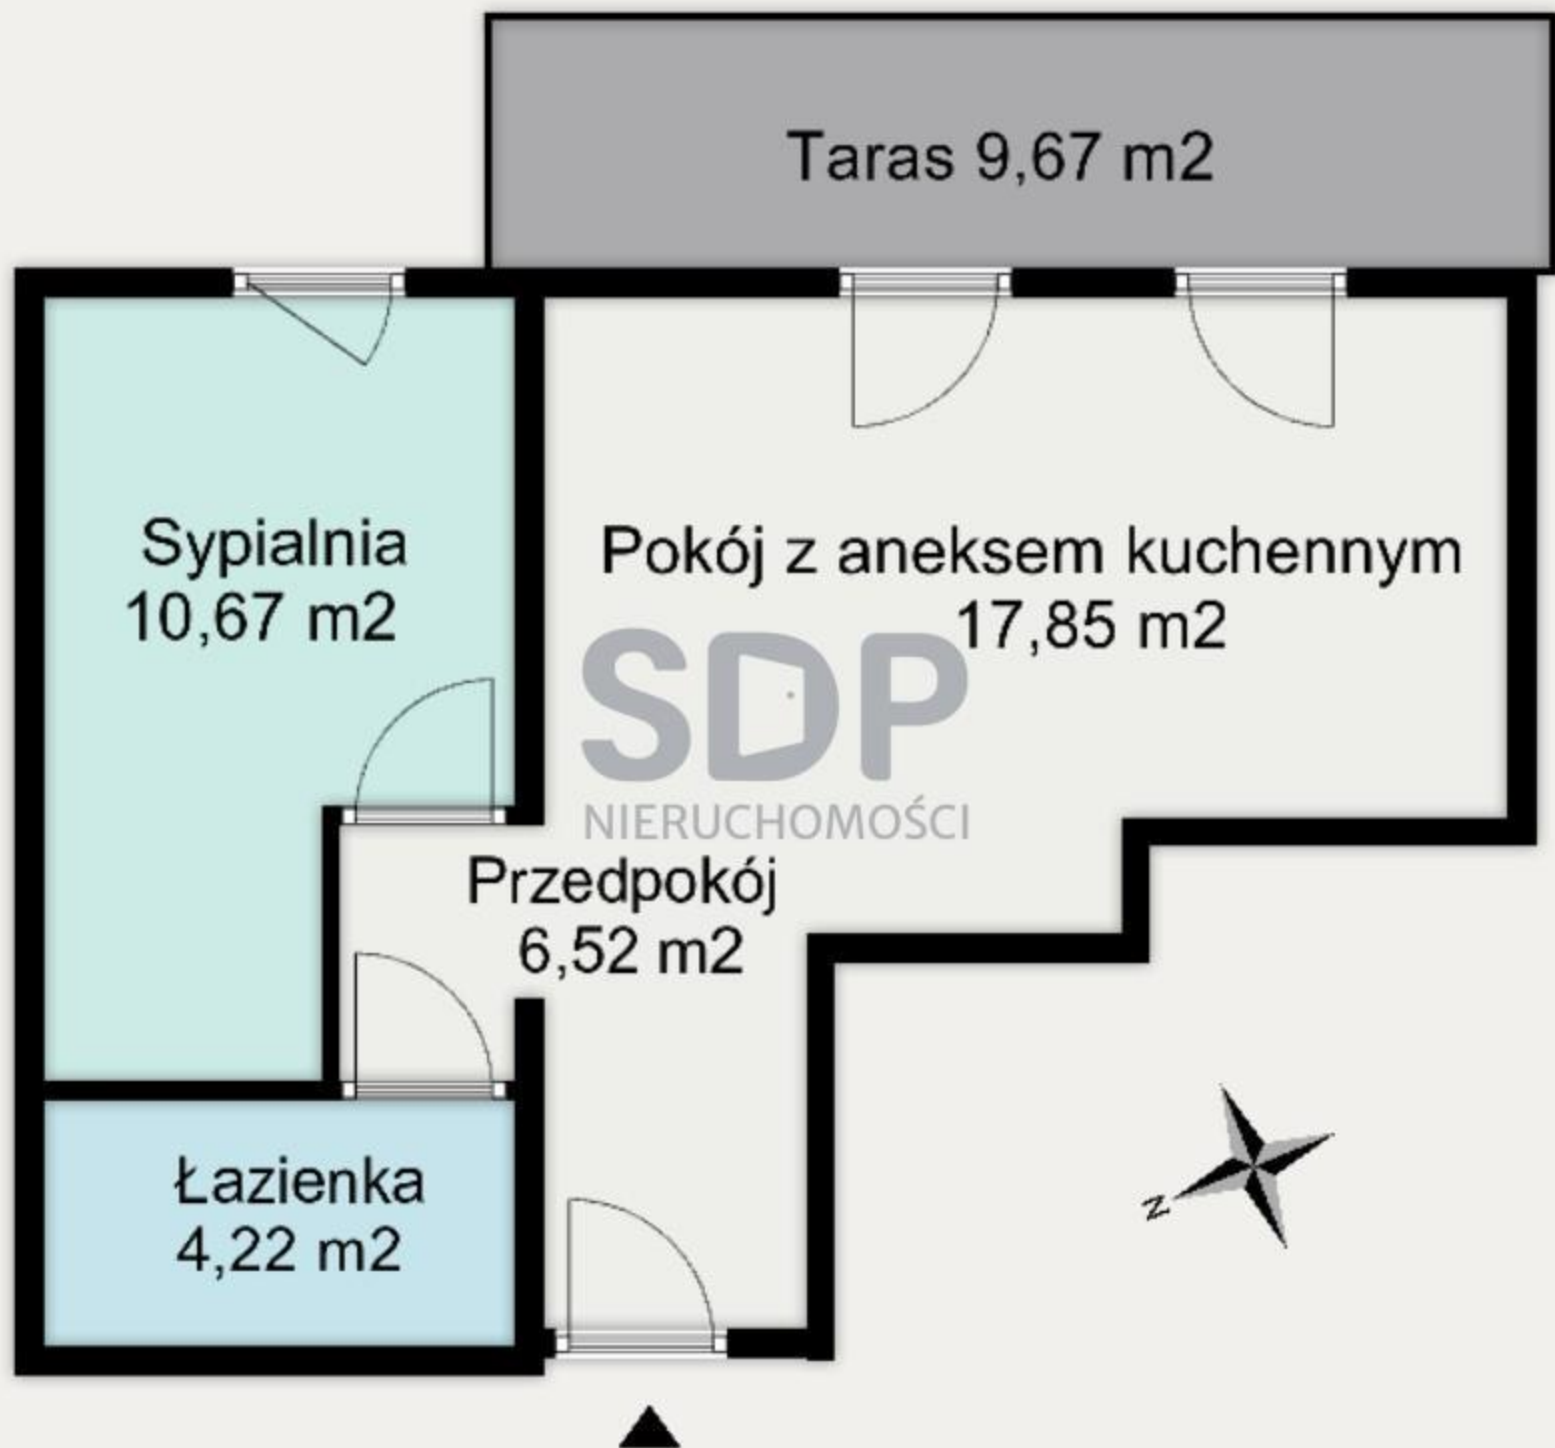 Taras 9,67 m2
Sypialnia
10,67 m2
Pokój z aneksem kuchennym
17,85 m2
SDP
NIERUCHOMOŚCI
Przedpokój
6,52 m2
Łazienka
4,22 m2
N